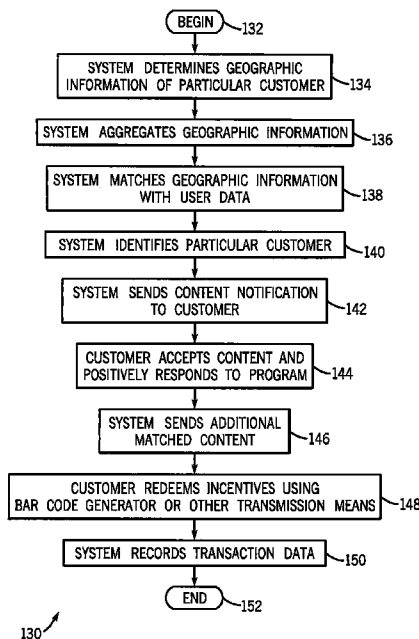 BEGIN
132
SYSTEM DETERMINES GEOGRAPHIC
INFORMATION OF PARTICULAR CUSTOMER
134
SYSTEM AGGREGATES GEOGRAPHIC INFORMATION
136
SYSTEM MATCHES GEOGRAPHIC INFORMATION
WITH USER DATA
138
SYSTEM IDENTIFIES PARTICULAR CUSTOMER
140
SYSTEM SENDS CONTENT NOTIFICATION
TO CUSTOMER
142
CUSTOMER ACCEPTS CONTENT AND
POSITIVELY RESPONDS TO PROGRAM
144
SYSTEM SENDS ADDITIONAL
MATCHED CONTENT
146
CUSTOMER REDEEMS INCENTIVES USING
BAR CODE GENERATOR OR OTHER TRANSMISSION MEANS
148
SYSTEM RECORDS TRANSACTION DATA
150
END
152
130